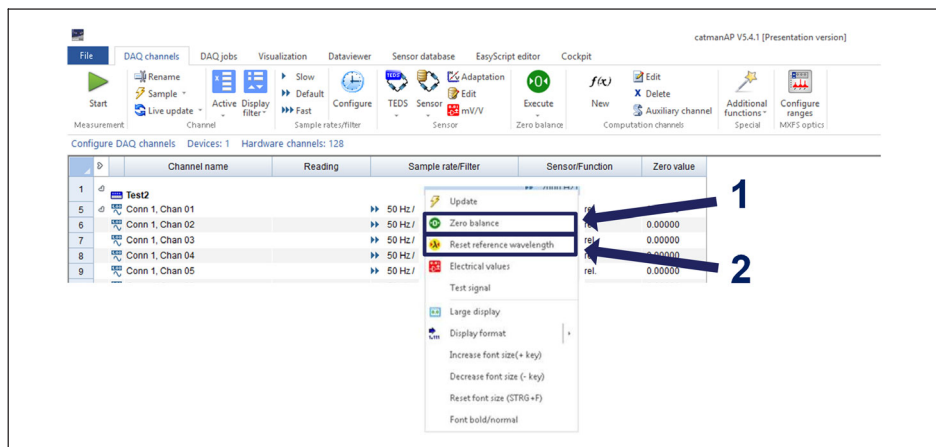 catmanAP V5.4.1 [Presentation version]
File DAQ channels DAQ jobs Visualization Dataviewer Sensor database EasyScript editor Cockpit
Start
Measurement
Rename
Sample
Live update
Active
Display filter
Channel
Slow
Default
Fast
Configure
Sample rates/filter
TEDS
TEDS
Sensor
Adaptation
Edit
mV/V
Sensor
Execute
Zero balance
f(x)
New
Edit
Delete
Auxiliary channel
Computation channels
Additional functions
Special
Configure ranges
MXFS optics
Configure DAQ channels Devices: 1 Hardware channels: 128
Channel name Reading Sample rate/Filter Sensor/Function Zero value
1 Test2
5 Conn 1, Chan 01 50 Hz / rel.
6 Conn 1, Chan 02 50 Hz / 0.00000
7 Conn 1, Chan 03 50 Hz / rel. 0.00000
8 Conn 1, Chan 04 50 Hz / 0.00000
9 Conn 1, Chan 05 50 Hz / rel. 0.00000
Update
Zero balance
Reset reference wavelength
Electrical values
Test signal
Large display
Display format
Increase font size(+ key)
Decrease font size (- key)
Reset font size (STRG+F)
Font bold/normal
1
2